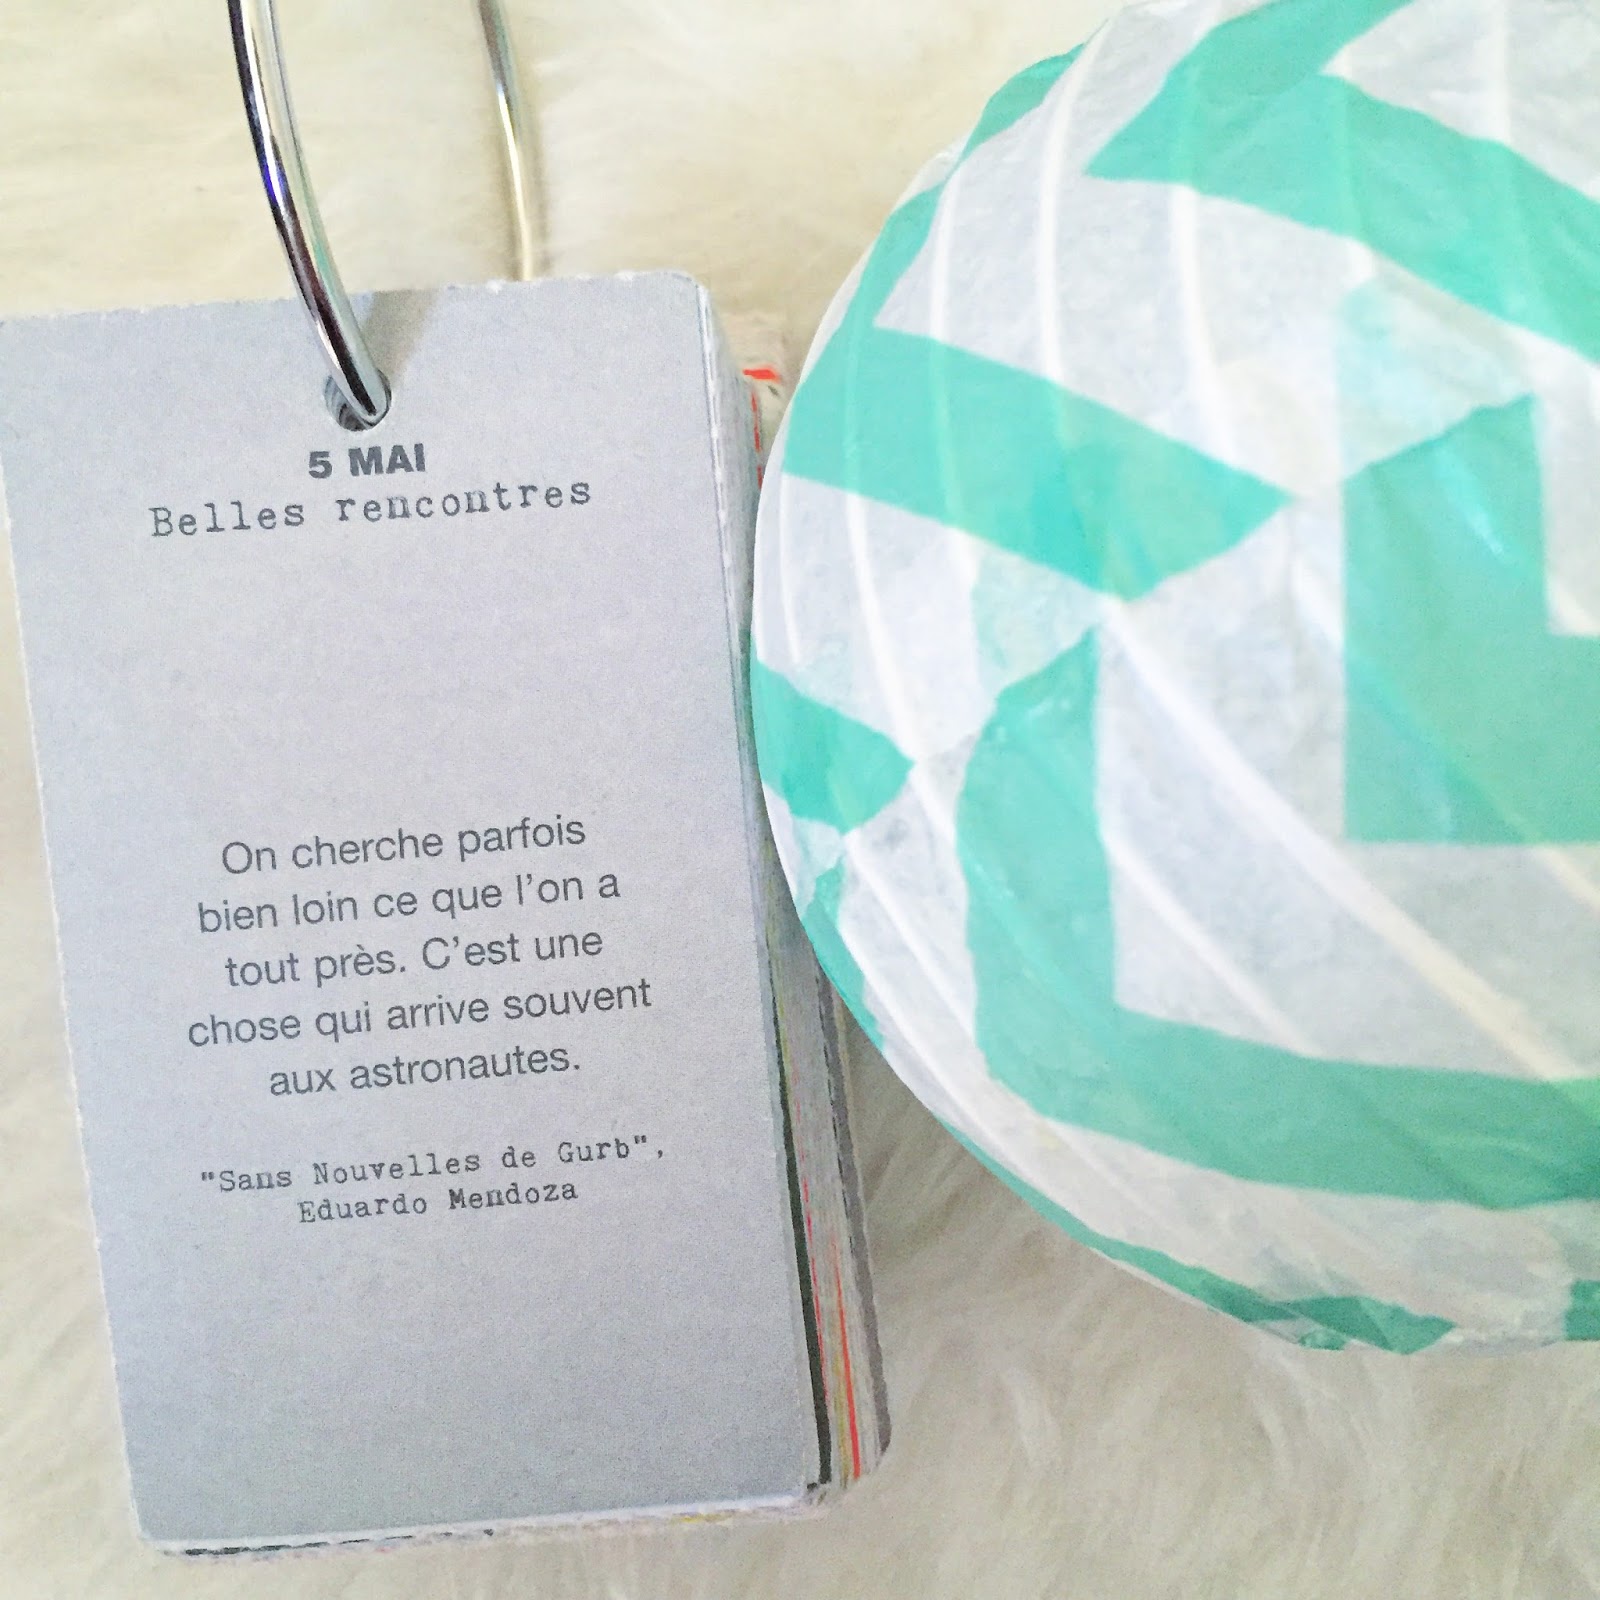 5 MAI
Belles rencontres
On cherche parfois
bien loin ce que l'on a
tout près. C'est une
chose qui arrive souvent
aux astronautes.
"Sans Nouvelles de Gurb",
Eduardo Mendoza